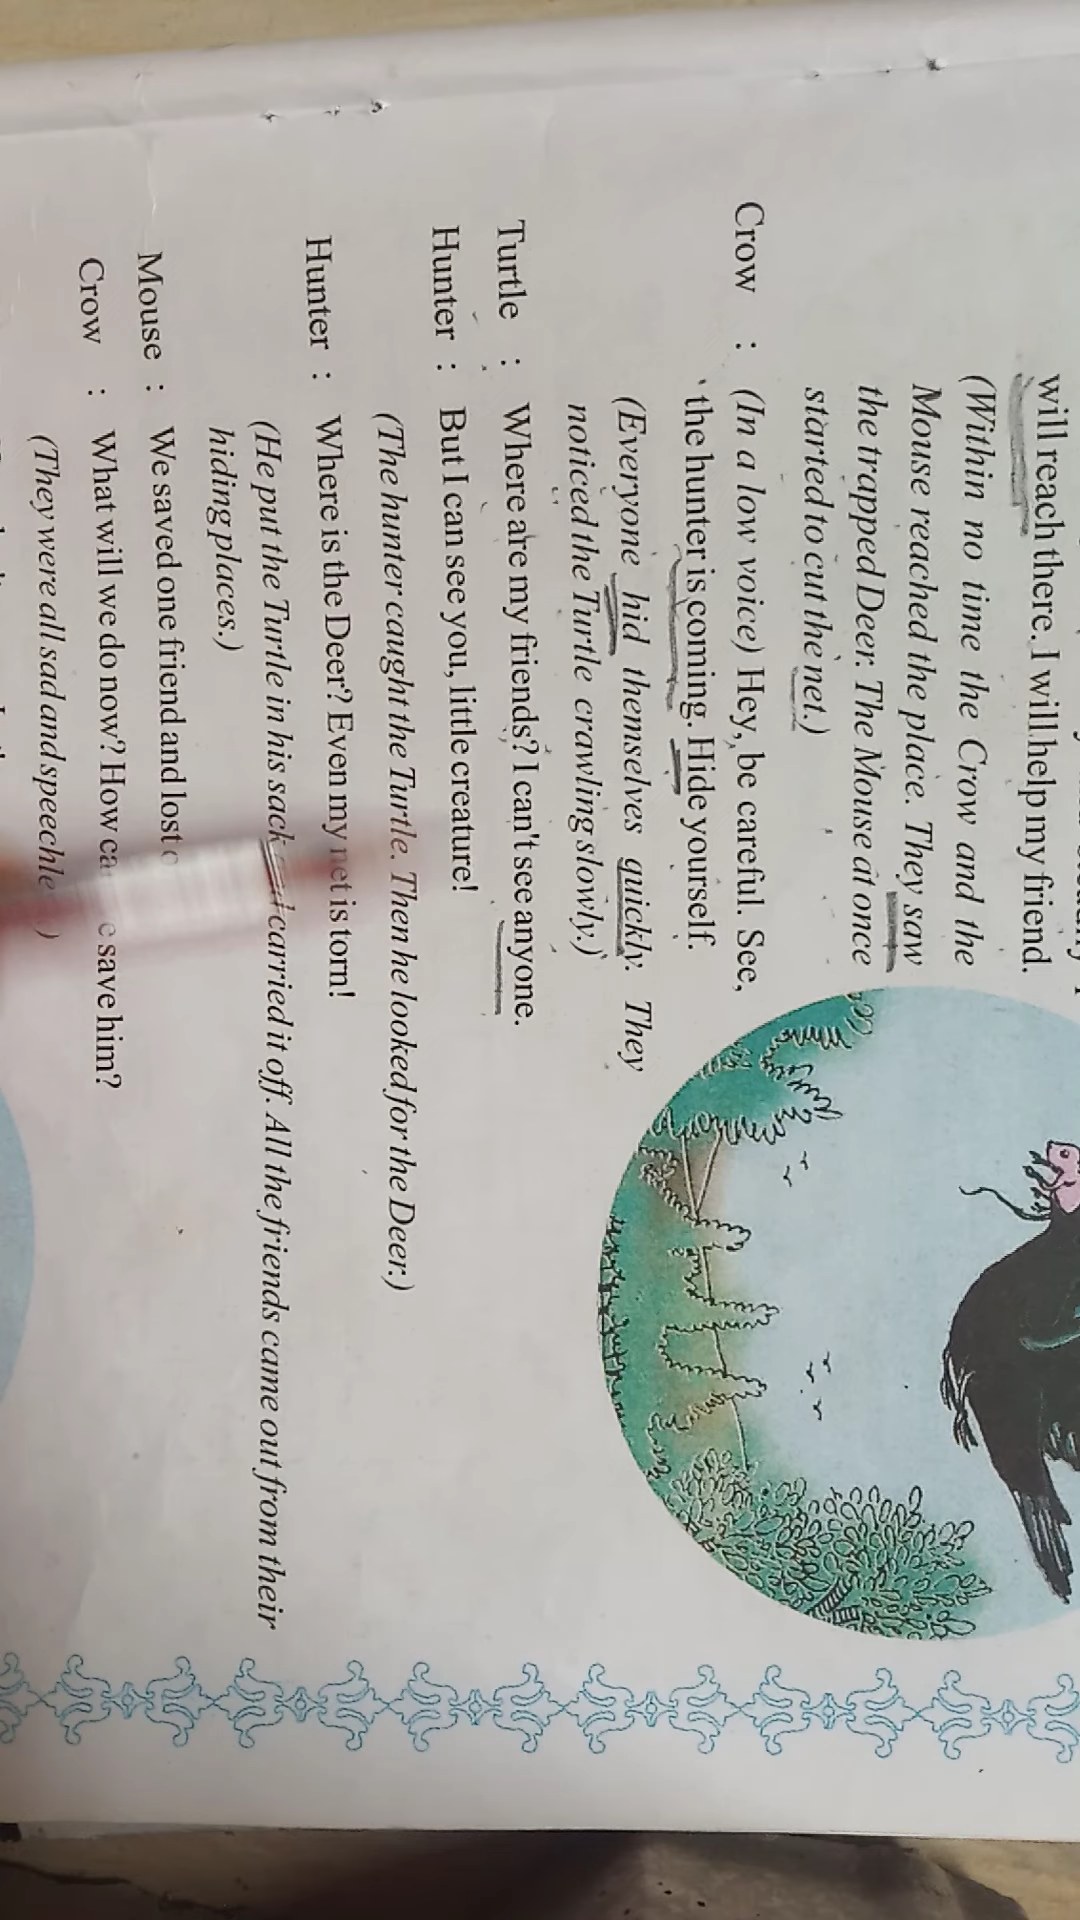 will reach there. I will help my friend.
(Within no time the Crow and the
Mouse reached the place. They saw
the trapped Deer. The Mouse at once
started to cut the net.)
Crow : (In a low voice) Hey, be careful. See,
the hunter is coming. Hide yourself.
(Everyone hid themselves quickly. They
noticed the Turtle crawling slowly.)
Turtle : Where are my friends? I can't see anyone.
Hunter : But I can see you, little creature!
(The hunter caught the Turtle. Then he looked for the Deer.)
Hunter : Where is the Deer? Even my net is torn!
(He put the Turtle in his sack and carried it off. All the friends came out from their
hiding places.)
Mouse : We saved one friend and lost
Crow : What will we do now? How save him?
(They were all sad and